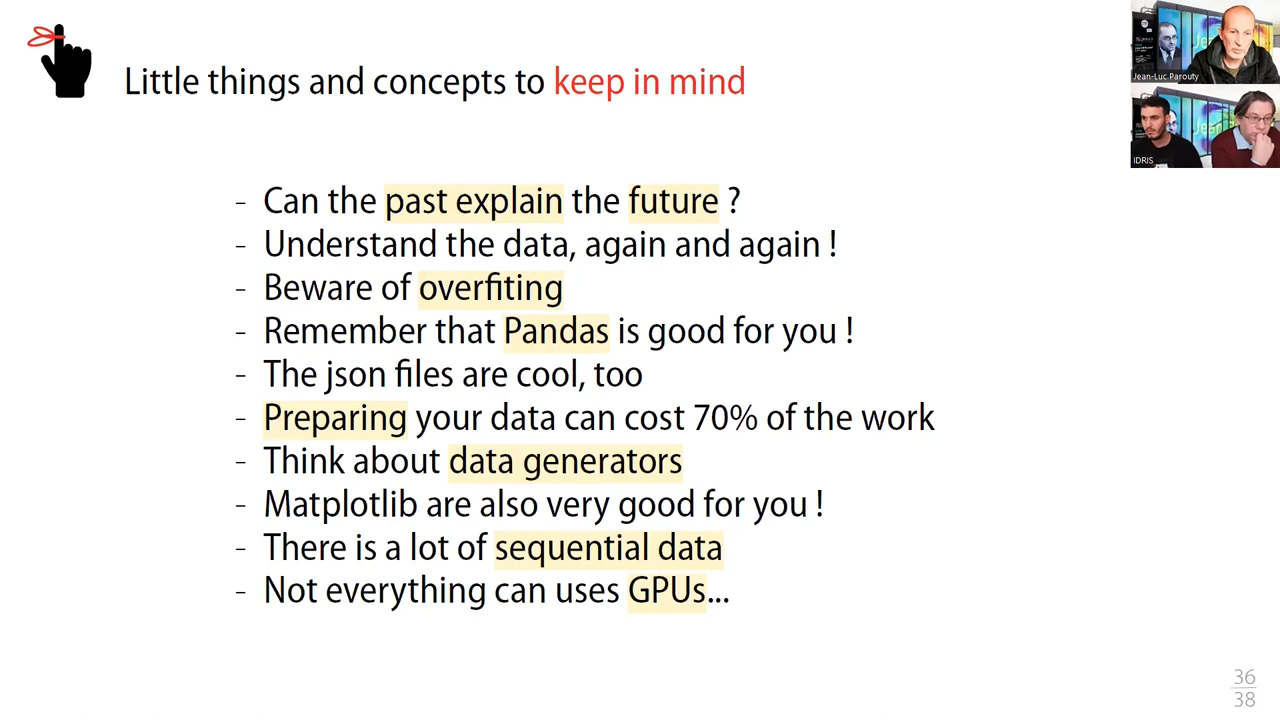 Little things and concepts to keep in mind
Jean-Luc Parouty
IDRIS
- Can the past explain the future ?
- Understand the data, again and again !
- Beware of overfiting
- Remember that Pandas is good for you !
- The json files are cool, too
- Preparing your data can cost 70% of the work
- Think about data generators
- Matplotlib are also very good for you !
- There is a lot of sequential data
- Not everything can uses GPUs...
36
38